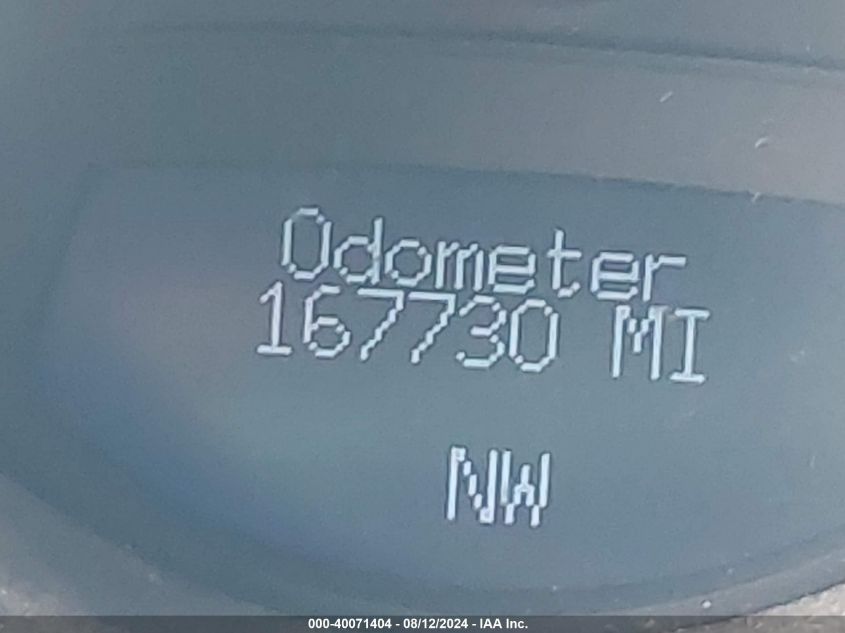 Odometer
167730 MI
NW
000-40071404 - 08/12/2024 - IAA Inc.